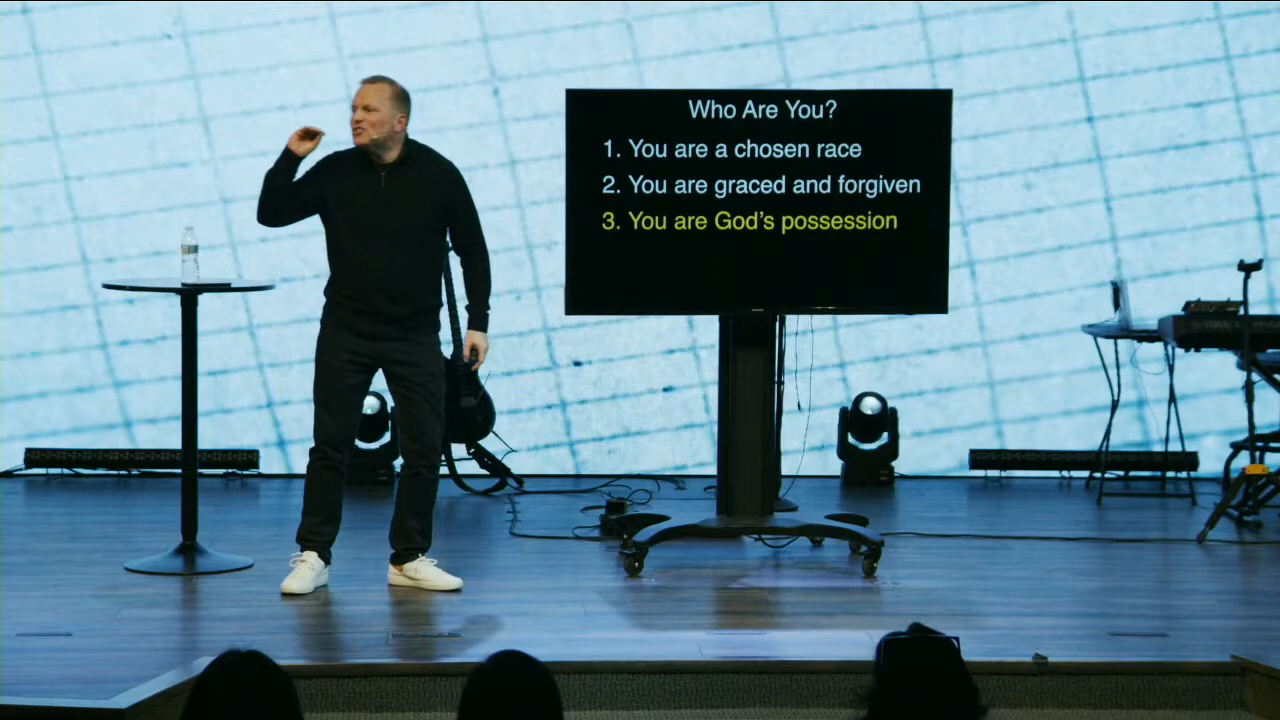 Who Are You?
1. You are a chosen race
2. You are graced and forgiven
3. You are God's possession